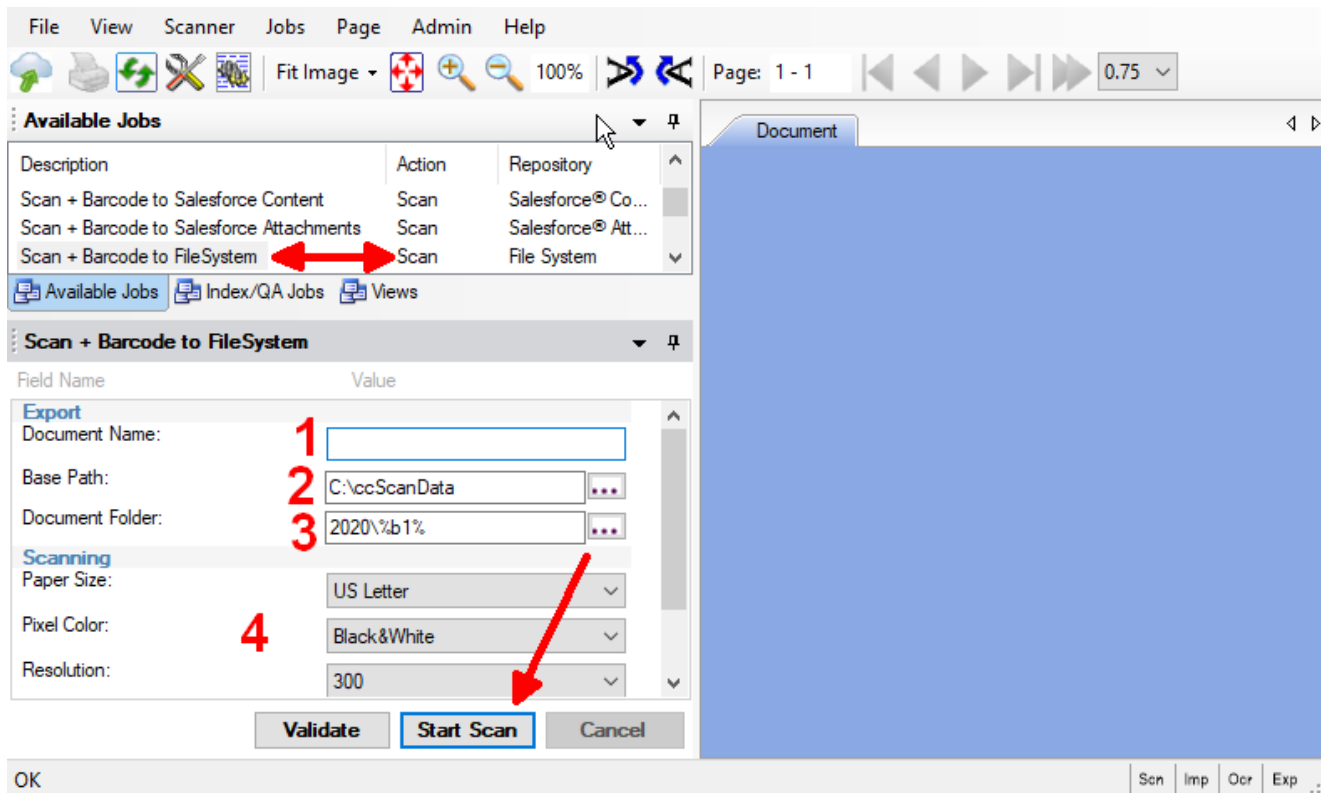 File View Scanner Jobs Page Admin Help
Fit Image 100% Page: 1 - 1 0.75
Available Jobs
Document
Description Action Repository
Scan + Barcode to Salesforce Content Scan Salesforce® Co...
Scan + Barcode to Salesforce Attachments Scan Salesforce® Att...
Scan + Barcode to FileSystem Scan File System
Available Jobs Index/QA Jobs Views
Scan + Barcode to FileSystem
Field Name Value
Export
Document Name: 1
Base Path: 2 C:\ccScanData ...
Document Folder: 3 2020\%b1% ...
Scanning
Paper Size: US Letter
Pixel Color: 4 Black&White
Resolution: 300
Validate Start Scan Cancel
OK Scn Imp Ocr Exp